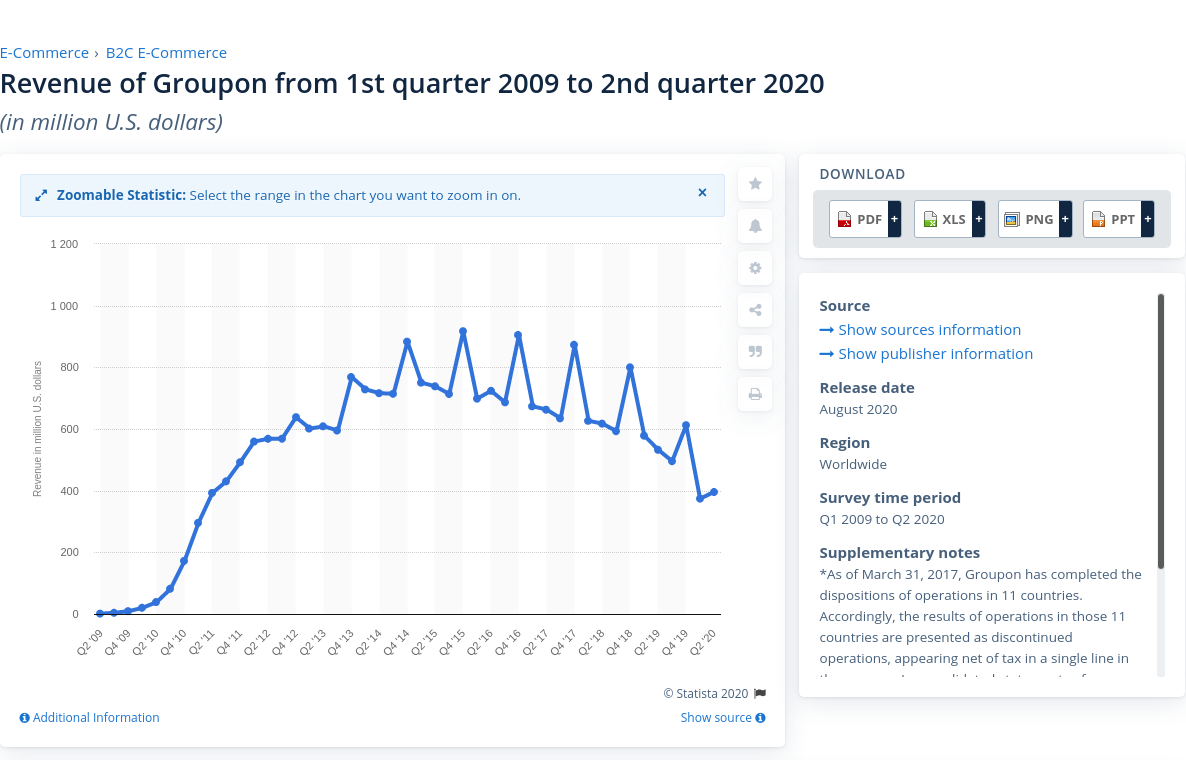 E-Commerce › B2C E-Commerce
Revenue of Groupon from 1st quarter 2009 to 2nd quarter 2020
(in million U.S. dollars)
Zoomable Statistic: Select the range in the chart you want to zoom in on.
×
Revenue in million U.S. dollars
1 200
1 000
800
600
400
200
0
Q2 '09
Q4 '09
Q2 '10
Q4 '10
Q2 '11
Q4 '11
Q2 '12
Q4 '12
Q2 '13
Q4 '13
Q2 '14
Q4 '14
Q2 '15
Q4 '15
Q2 '16
Q4 '16
Q2 '17
Q4 '17
Q2 '18
Q4 '18
Q2 '19
Q4 '19
Q2 '20
© Statista 2020
Additional Information
Show source
DOWNLOAD
PDF +
XLS +
PNG +
PPT +
Source
Show sources information
Show publisher information
Release date
August 2020
Region
Worldwide
Survey time period
Q1 2009 to Q2 2020
Supplementary notes
*As of March 31, 2017, Groupon has completed the
dispositions of operations in 11 countries.
Accordingly, the results of operations in those 11
countries are presented as discontinued
operations, appearing net of tax in a single line in